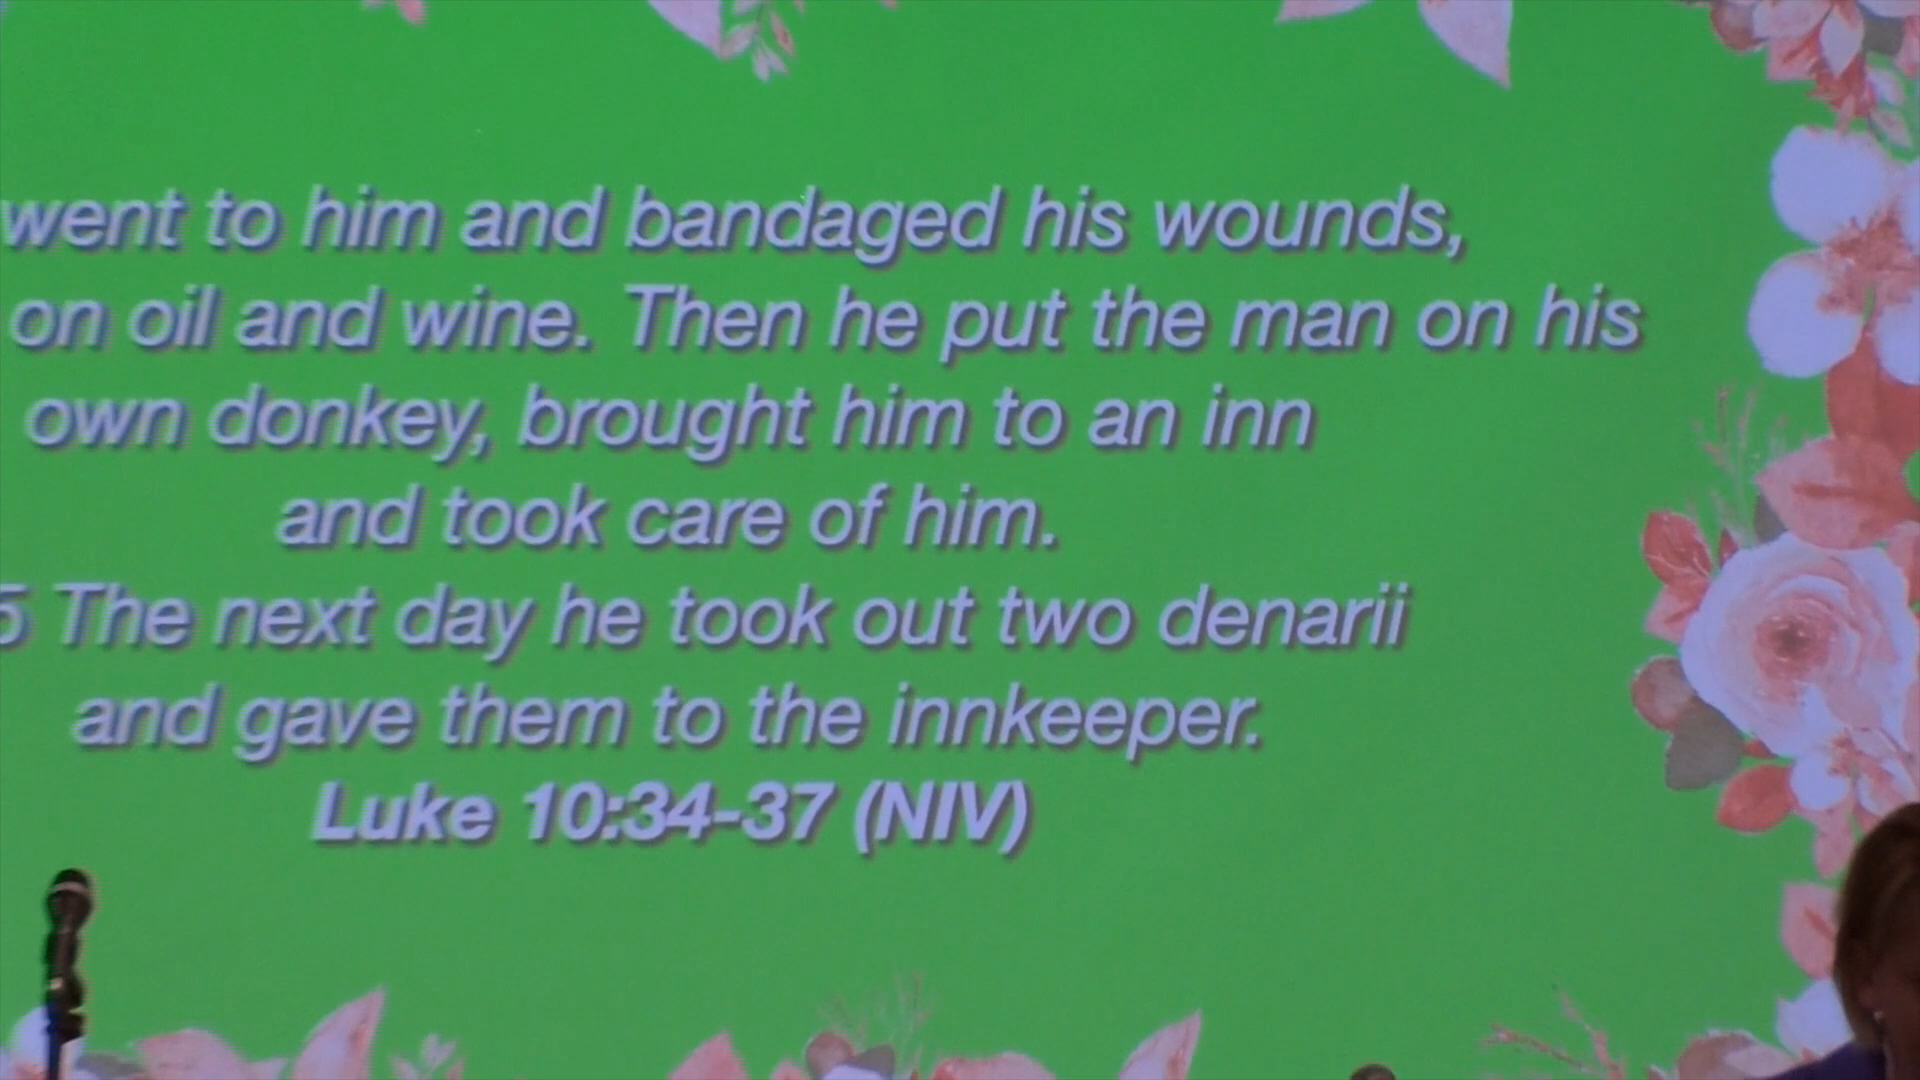 went to him and bandaged his wounds,
on oil and wine. Then he put the man on his
own donkey, brought him to an inn
and took care of him.
5 The next day he took out two denarii
and gave them to the innkeeper.
Luke 10:34-37 (NIV)